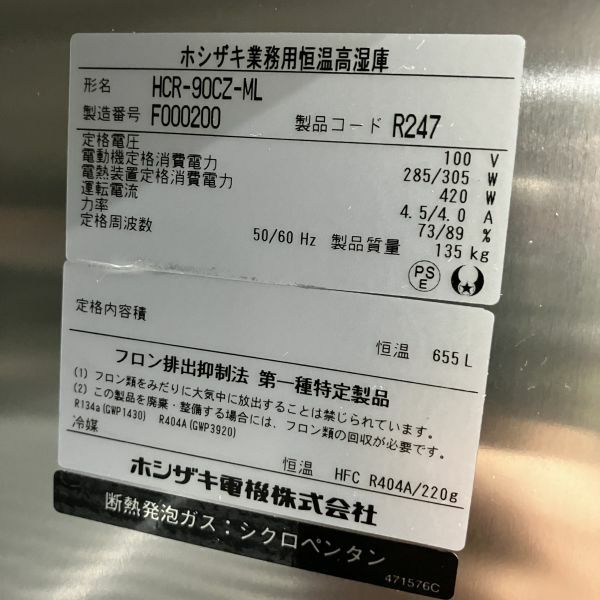 ホシザキ業務用恒温高湿庫
形名 HCR-90CZ-ML
製造番号 F000200 製品コード R247
定格電圧 100 V
電動機定格消費電力 285/305 W
電熱装置定格消費電力 420 W
運転電流 4.5/4.0 A
力率 73/89 %
定格周波数 50/60 Hz 製品質量 135 kg
PS E
定格内容積 恒温 655 L
フロン排出抑制法 第一種特定製品
(1) フロン類をみだりに大気中に放出することは禁じられています。
(2) この製品を廃棄・整備する場合には、フロン類の回収が必要です。
R134a(GWP1430) R404A(GWP3920)
冷媒 恒温 HFC R404A/220g
ホシザキ電機株式会社
断熱発泡ガス:シクロペンタン
471576C